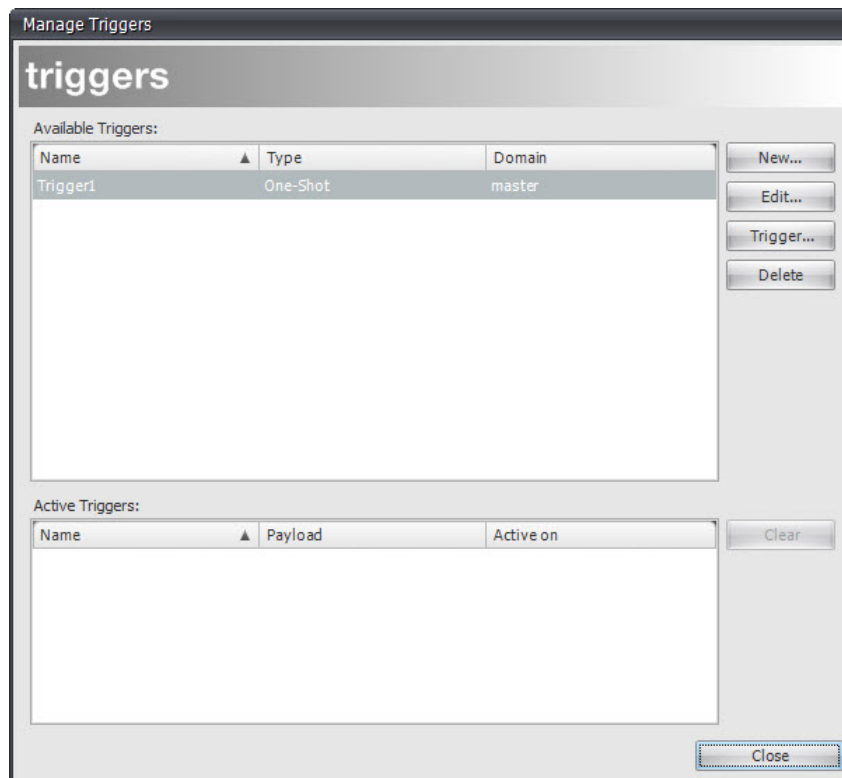 Manage Triggers
triggers
Available Triggers:
Name Type Domain
Trigger1 One-Shot master
New...
Edit...
Trigger...
Delete
Active Triggers:
Name Payload Active on
Clear
Close